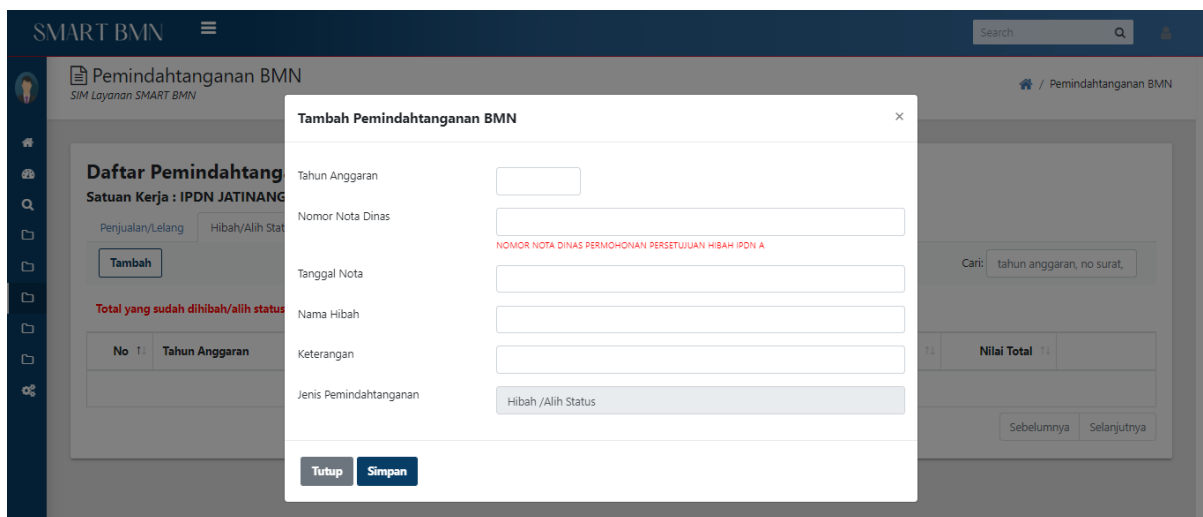 SMART BMN
Search
Pemindahtanganan BMN
SIM Layanan SMART BMN
/ Pemindahtanganan BMN
Tambah Pemindahtanganan BMN
×
Daftar Pemindahtang
Satuan Kerja : IPDN JATINANG
Penjualan/Lelang
Hibah/Alih Stat
Tambah
Cari:
tahun anggaran, no surat,
Total yang sudah dihibah/alih status
No
Tahun Anggaran
Nilai Total
Sebelumnya
Selanjutnya
Tahun Anggaran
Nomor Nota Dinas
NOMOR NOTA DINAS PERMOHONAN PERSETUJUAN HIBAH IPDN A
Tanggal Nota
Nama Hibah
Keterangan
Jenis Pemindahtanganan
Hibah /Alih Status
Tutup
Simpan